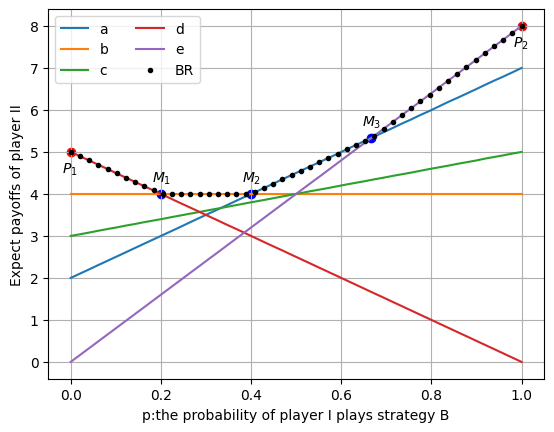 8
7
6
5
4
3
2
1
0
Expect payoffs of player II
a
b
c
d
e
BR
P1
M1
M2
M3
P2
0.0 0.2 0.4 0.6 0.8 1.0
p:the probability of player I plays strategy B